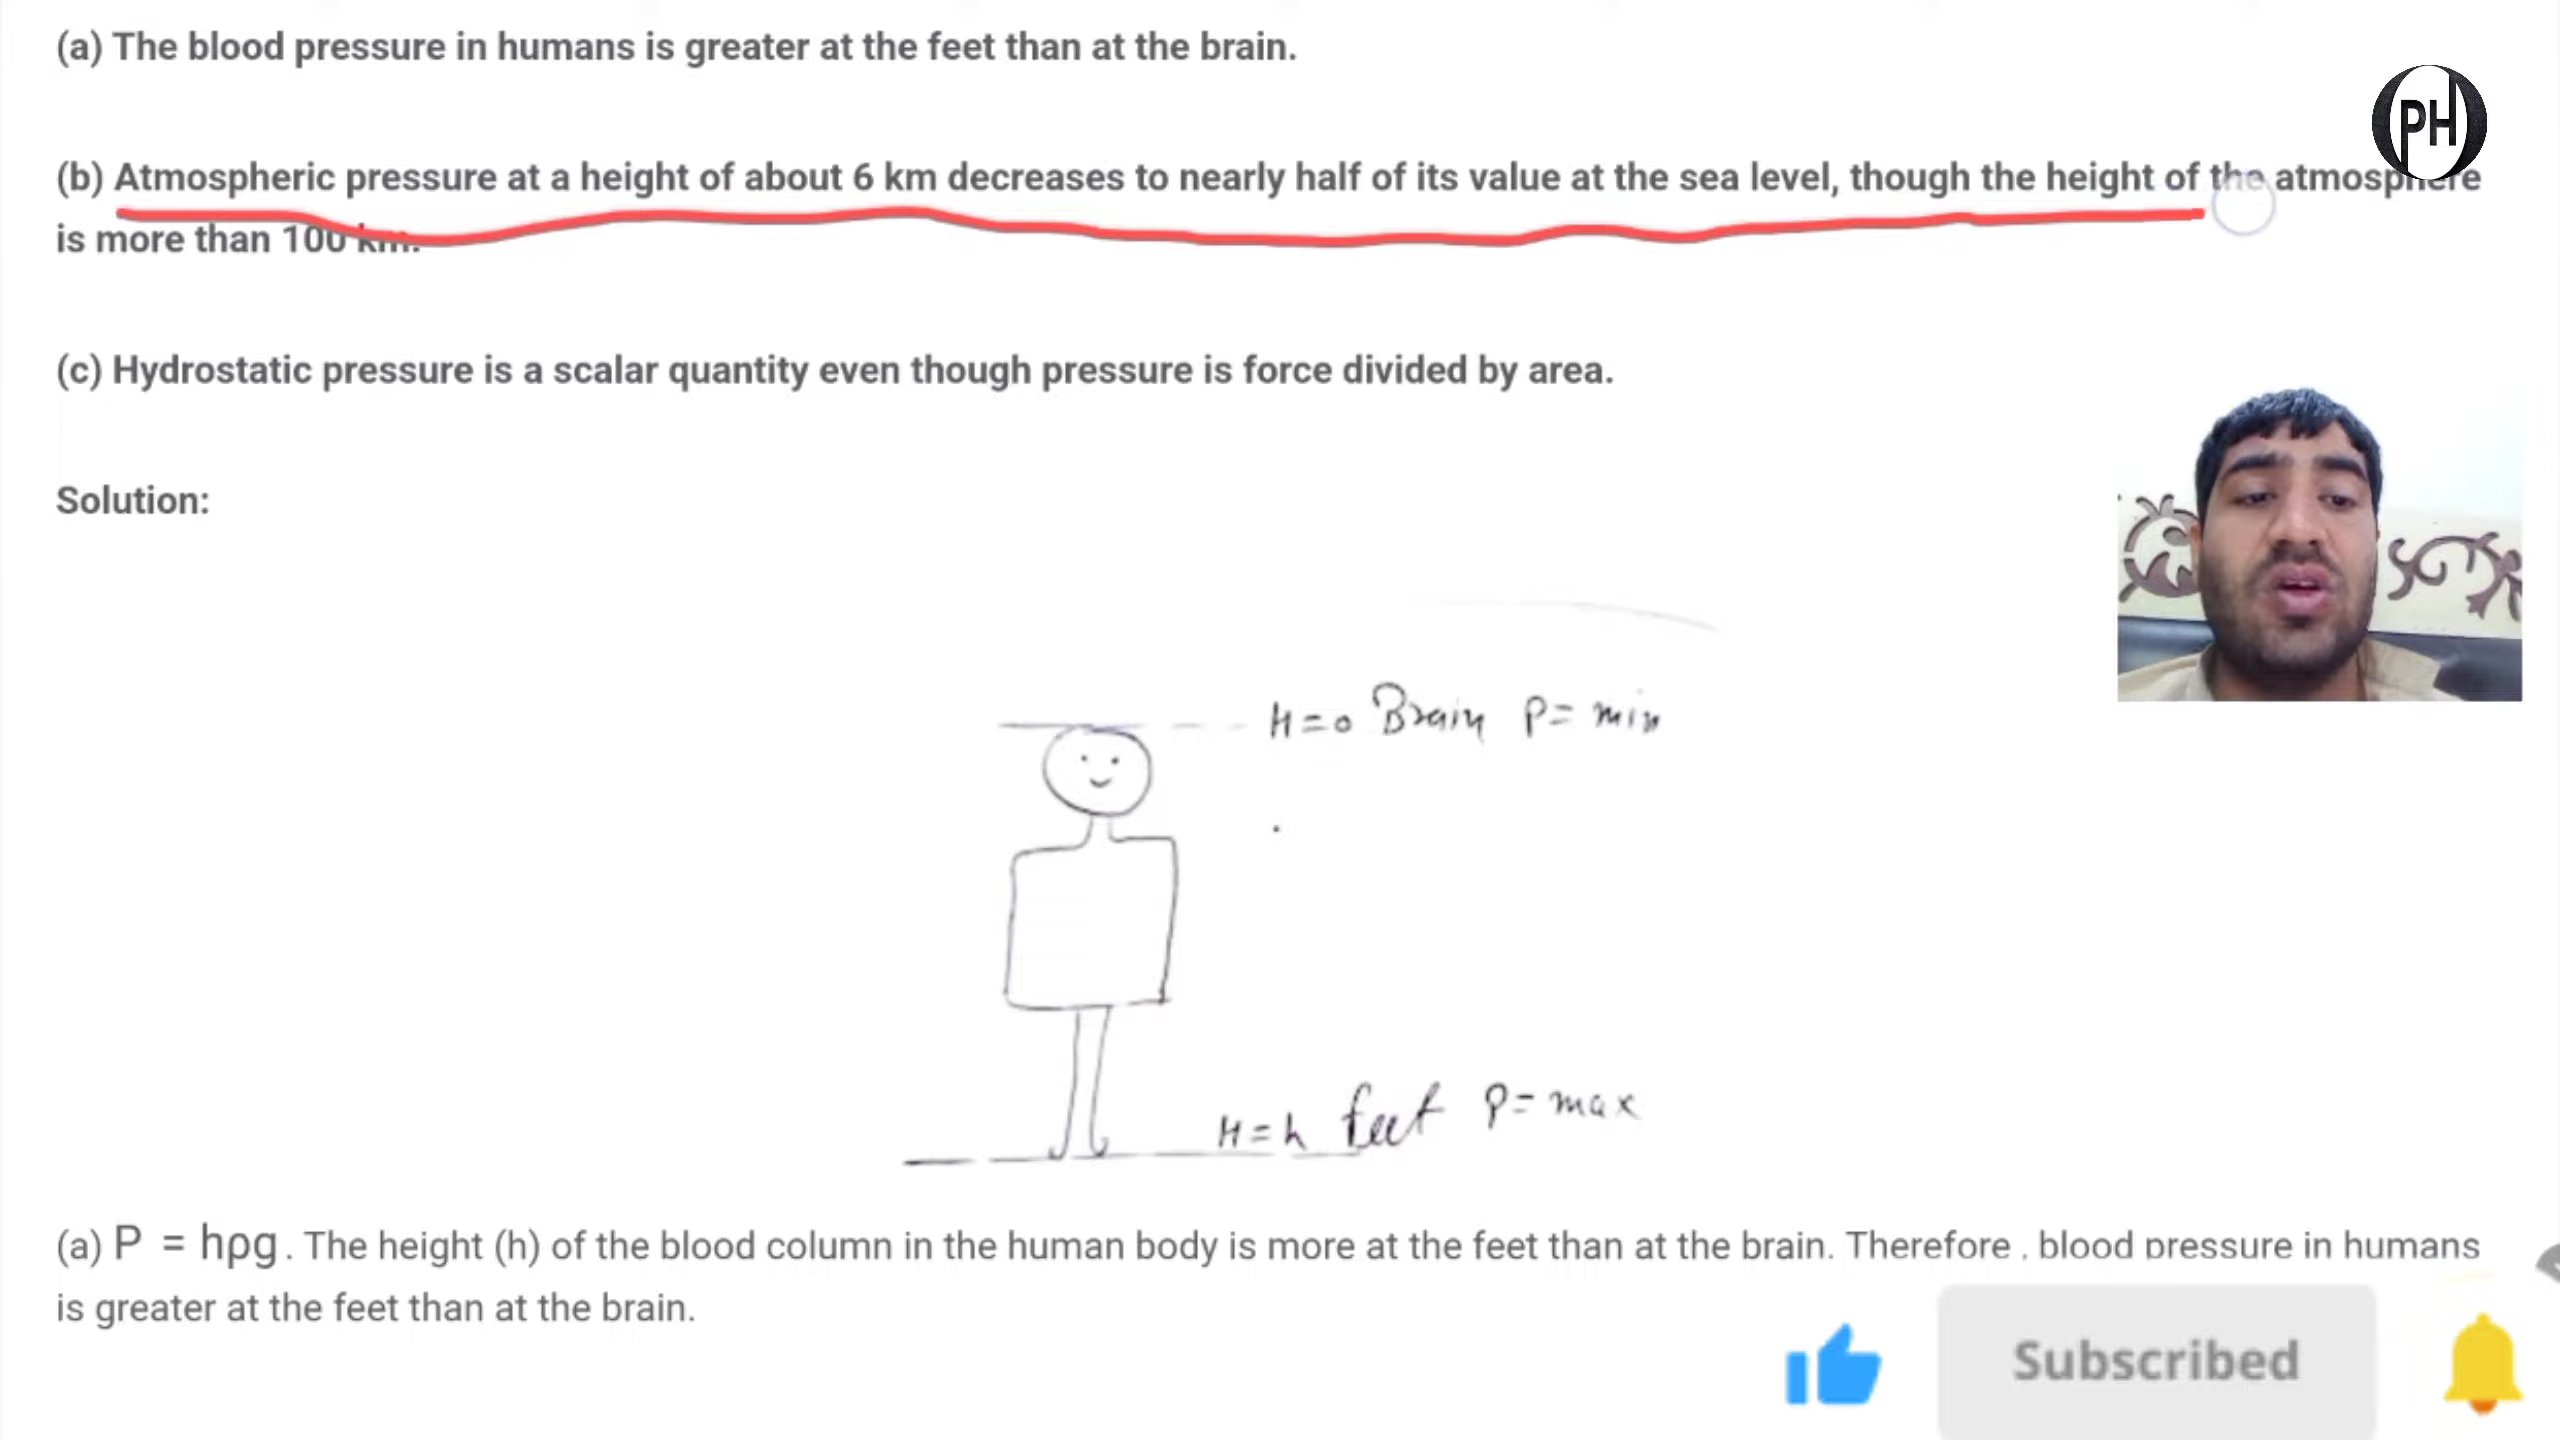 (a) The blood pressure in humans is greater at the feet than at the brain.
PH
(b) Atmospheric pressure at a height of about 6 km decreases to nearly half of its value at the sea level, though the height of the atmosphere
is more than 100 km.
(c) Hydrostatic pressure is a scalar quantity even though pressure is force divided by area.
Solution:
H=0 Brain P= min
H=h feet P= max
(a) P = hρg. The height (h) of the blood column in the human body is more at the feet than at the brain. Therefore , blood pressure in humans
is greater at the feet than at the brain.
Subscribed